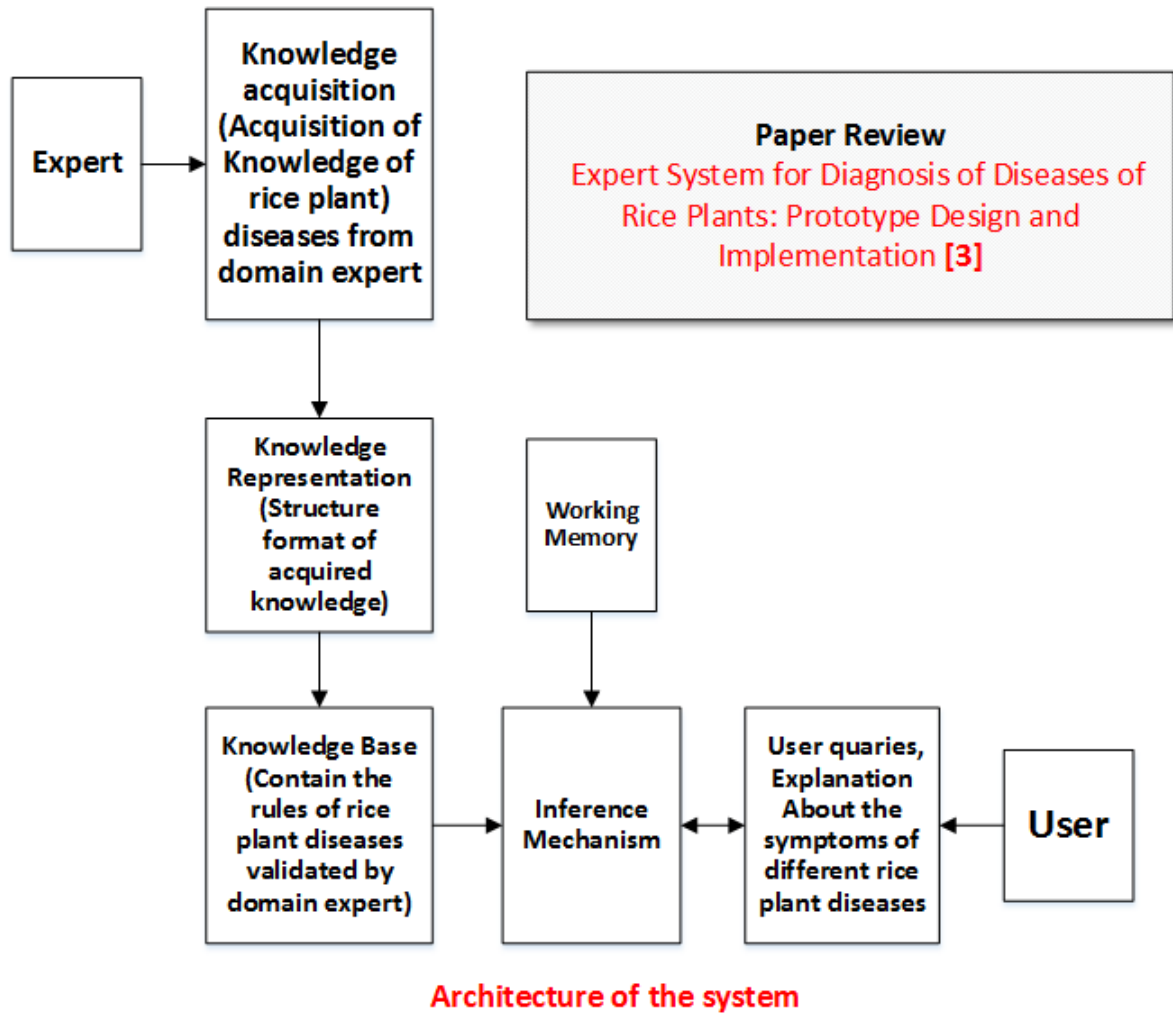 Expert
Knowledge
acquisition
(Acquisition of
Knowledge of
rice plant)
diseases from
domain expert
Paper Review
Expert System for Diagnosis of Diseases of
Rice Plants: Prototype Design and
Implementation [3]
Knowledge
Representation
(Structure
format of
acquired
knowledge)
Working
Memory
Knowledge Base
(Contain the
rules of rice
plant diseases
validated by
domain expert)
Inference
Mechanism
User quaries,
Explanation
About the
symptoms of
different rice
plant diseases
User
Architecture of the system